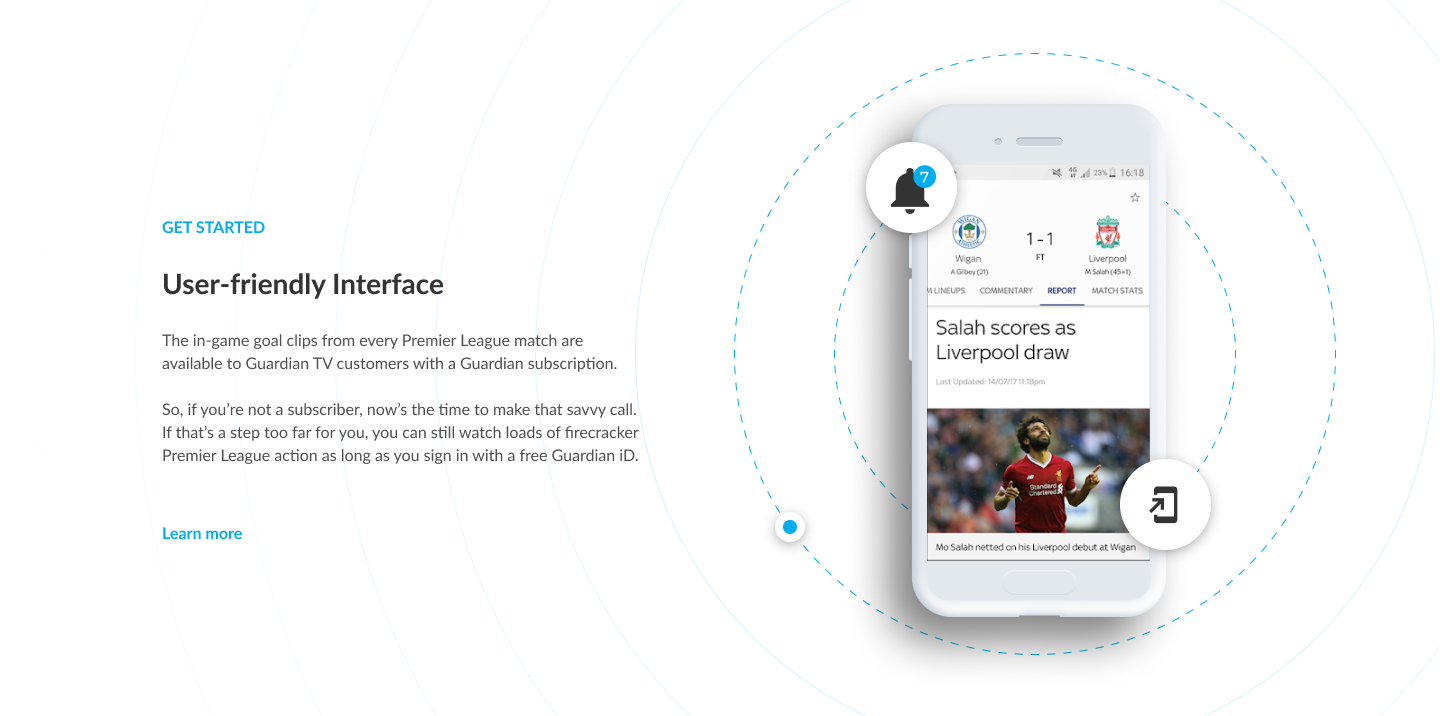 GET STARTED
User-friendly Interface
The in-game goal clips from every Premier League match are
available to Guardian TV customers with a Guardian subscription.
So, if you’re not a subscriber, now’s the time to make that savvy call.
If that’s a step too far for you, you can still watch loads of firecracker
Premier League action as long as you sign in with a free Guardian iD.
Learn more
7
4G 23% 16:18
WIGAN
ATHLETIC
1 - 1
FT
Wigan
Liverpool
A Gilbey (21)
M Salah (45+1)
M LINEUPS COMMENTARY REPORT MATCH STATS
Salah scores as
Liverpool draw
Last Updated: 14/07/17 11:18pm
Standard
Chartered
Mo Salah netted on his Liverpool debut at Wigan